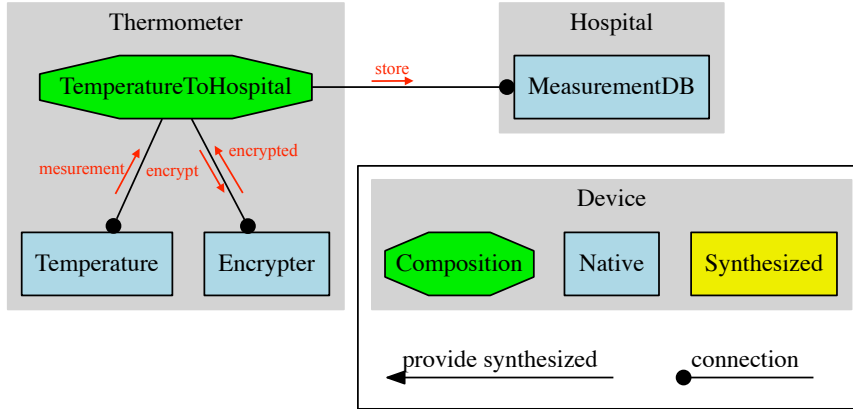 Thermometer
Hospital
TemperatureToHospital
store
MeasurementDB
mesurement
encrypt
encrypted
Temperature
Encrypter
Device
Composition
Native
Synthesized
provide synthesized
connection